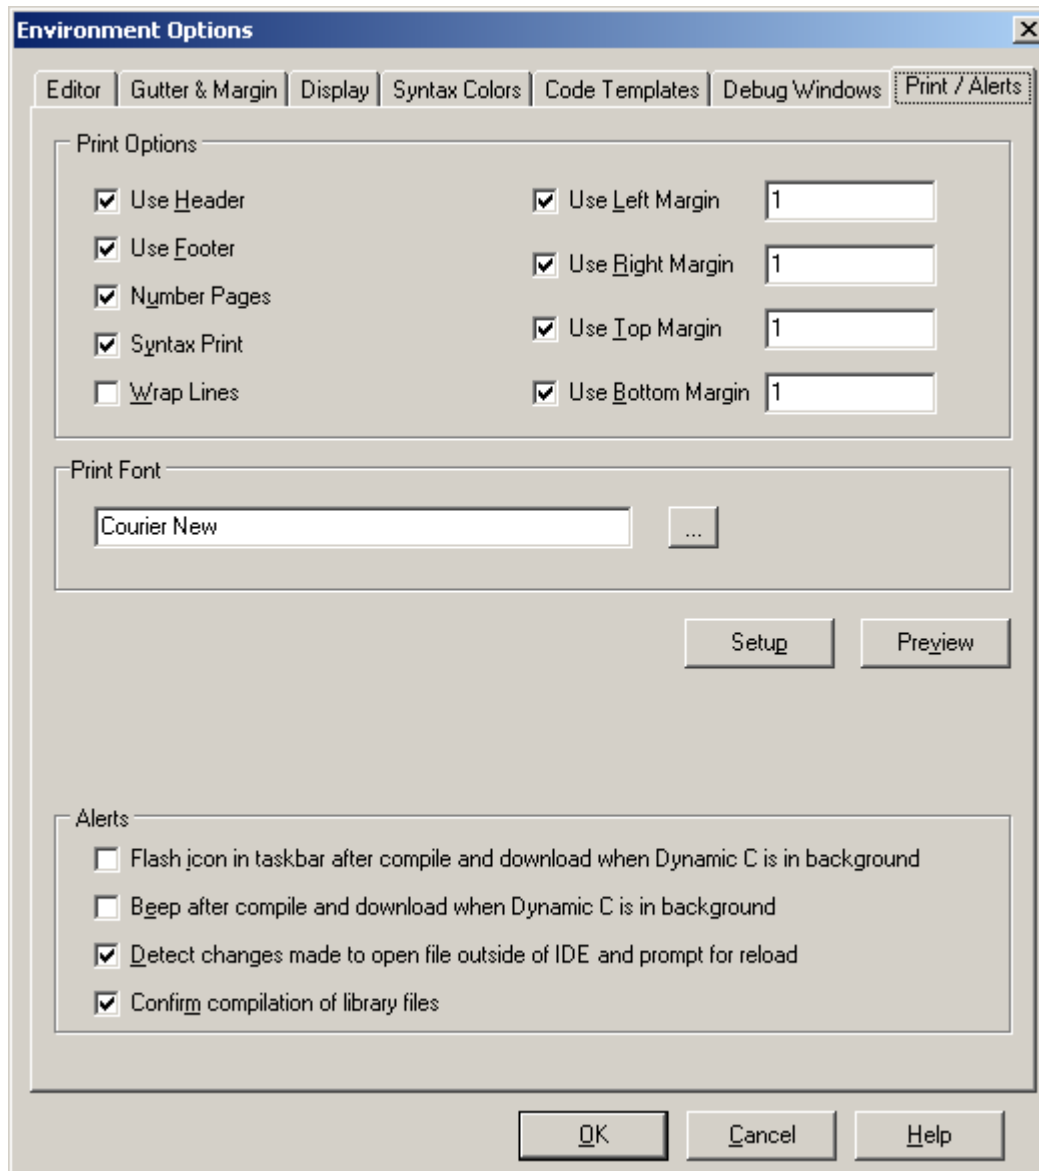 Environment Options
Editor
Gutter & Margin
Display
Syntax Colors
Code Templates
Debug Windows
Print / Alerts
Print Options
Use Header
Use Footer
Number Pages
Syntax Print
Wrap Lines
Use Left Margin 1
Use Right Margin 1
Use Top Margin 1
Use Bottom Margin 1
Print Font
Courier New
...
Setup
Preview
Alerts
Flash icon in taskbar after compile and download when Dynamic C is in background
Beep after compile and download when Dynamic C is in background
Detect changes made to open file outside of IDE and prompt for reload
Confirm compilation of library files
OK
Cancel
Help